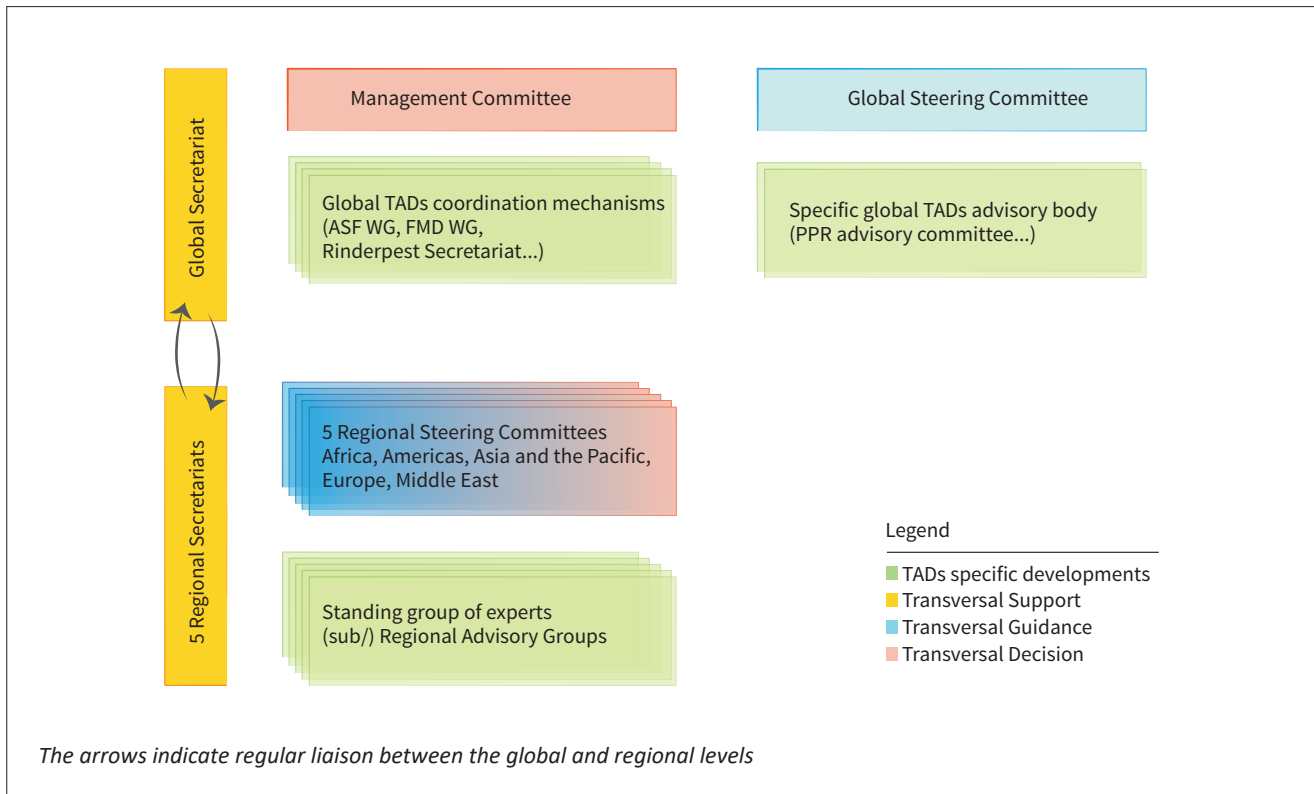 Global Secretariat
Management Committee
Global Steering Committee
Global TADs coordination mechanisms
(ASF WG, FMD WG,
Rinderpest Secretariat...)
Specific global TADs advisory body
(PPR advisory committee...)
5 Regional Secretariats
5 Regional Steering Committees
Africa, Americas, Asia and the Pacific,
Europe, Middle East
Standing group of experts
(sub/) Regional Advisory Groups
Legend
TADs specific developments
Transversal Support
Transversal Guidance
Transversal Decision
The arrows indicate regular liaison between the global and regional levels